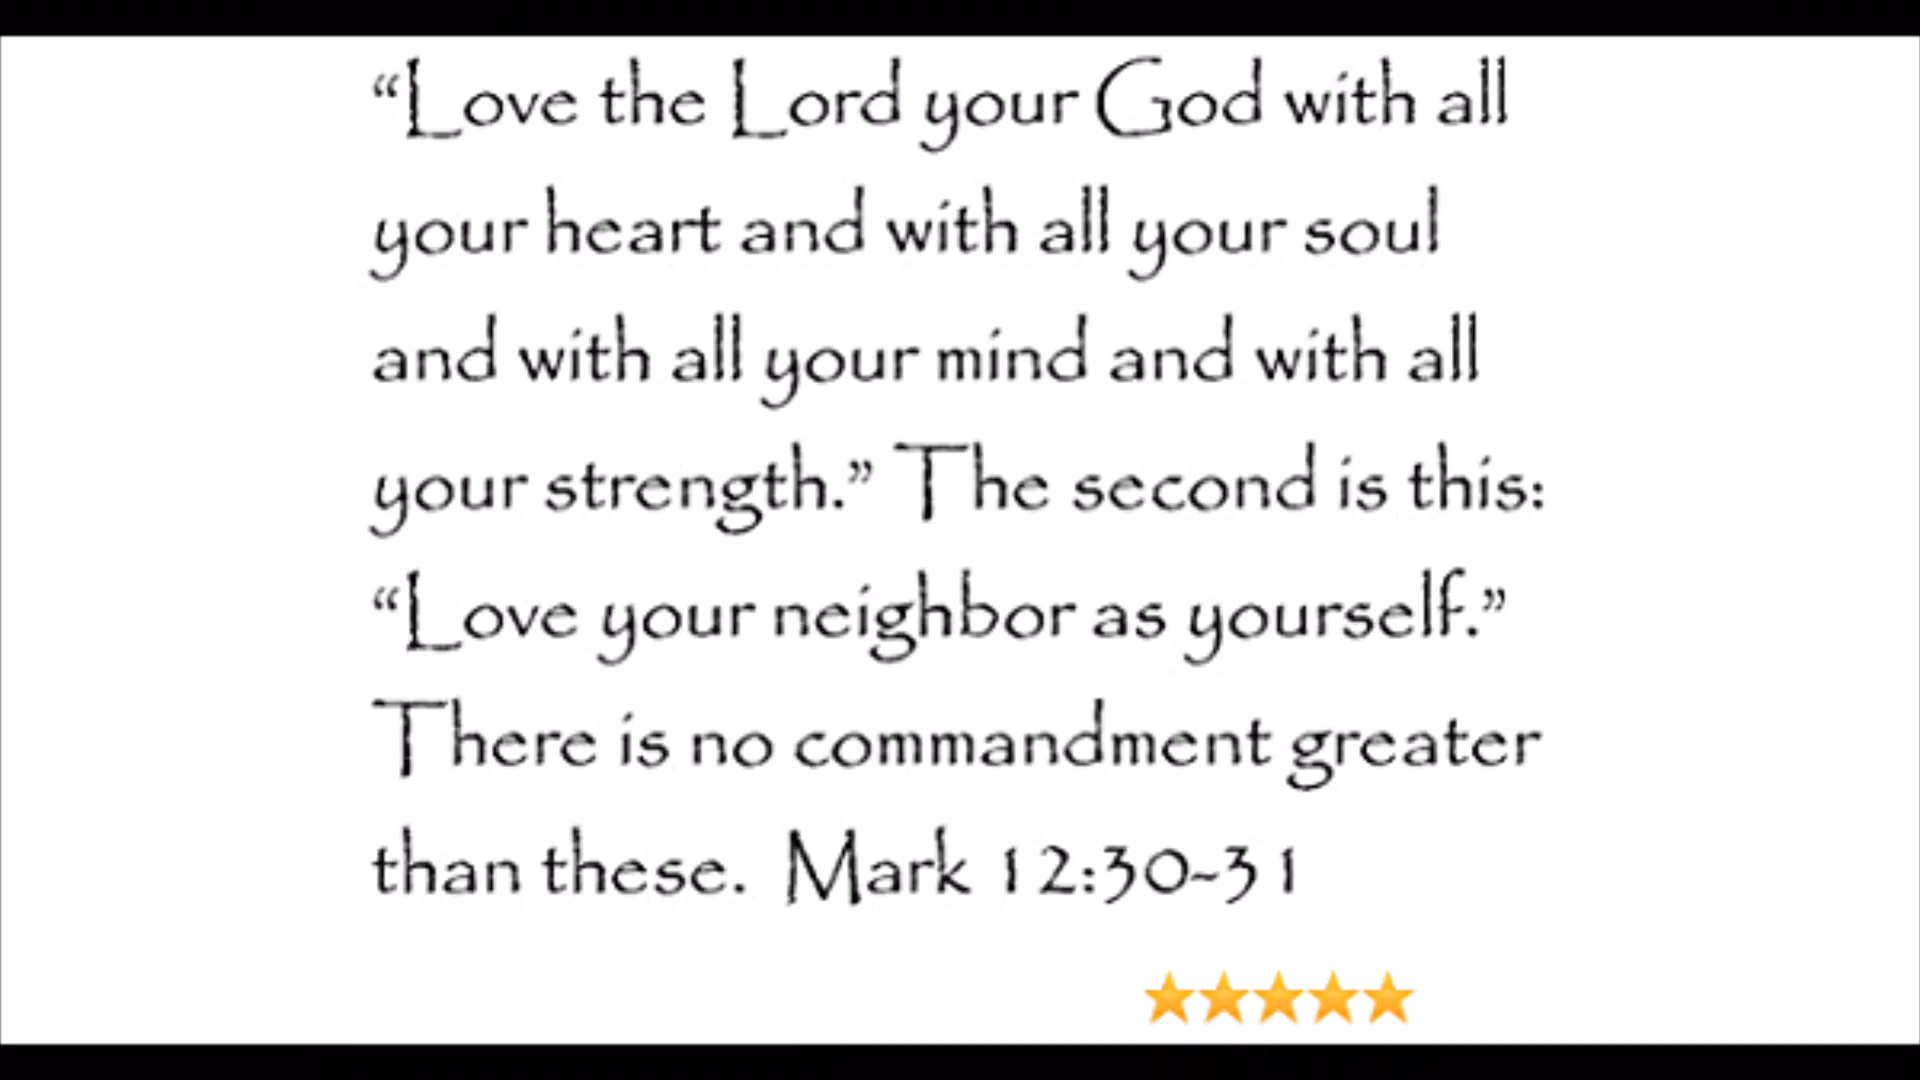 “Love the Lord your God with all
your heart and with all your soul
and with all your mind and with all
your strength.” The second is this:
“Love your neighbor as yourself.”
There is no commandment greater
than these.  Mark 12:30~31